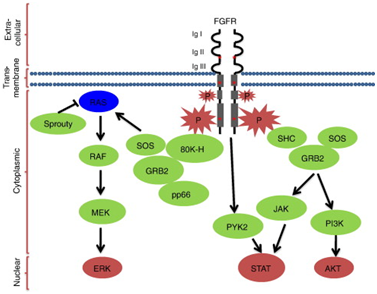 FGFR
Extra-
cellilar
Ig I
Ig II
Ig III
Trans-
membrane
P P
P P
RAS
Sprouty
SOS
80K-H
SHC
SOS
RAF
GRB2
GRB2
pp66
Cytoplasmic
MEK
JAK
PYK2
PI3K
Nuclear
ERK
STAT
AKT